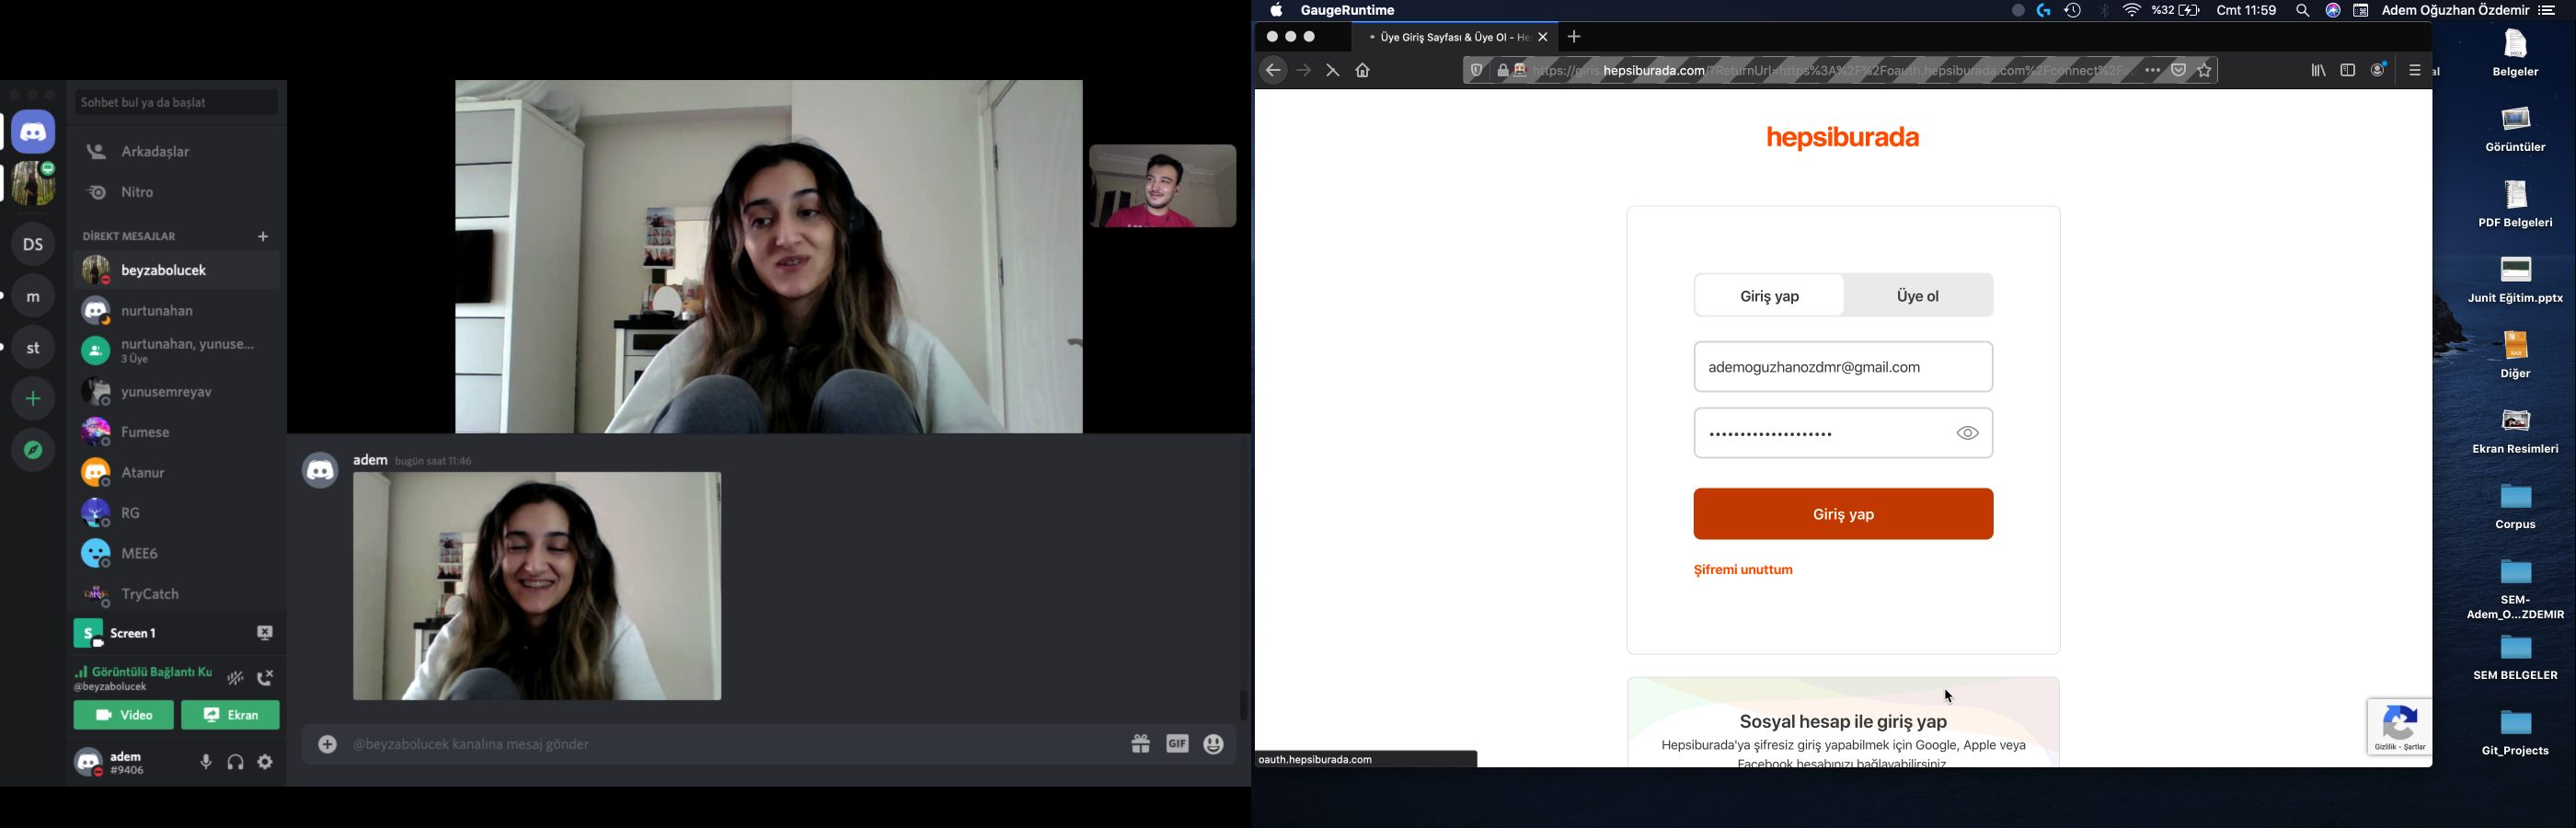 Sohbet bul ya da başlat
Arkadaşlar
Nitro
DİREKT MESAJLAR
beyzabolucek
nurtunahan
nurtunahan, yunuse...
3 Üye
yunusemreyav
Fumese
Atanur
RG
MEE6
TryCatch
DS
m
st
S
Screen 1
Görüntülü Bağlantı Ku
@beyzabolucek
Video
Ekran
adem
#9406
adem bugün saat 11:46
@beyzabolucek kanalına mesaj gönder
GIF
GaugeRuntime
%32
Cmt 11:59
Adem Oğuzhan Özdemir
Üye Giriş Sayfası & Üye Ol - He
https://giris.hepsiburada.com/?ReturnUrl=https%3A%2F%2Foauth.hepsiburada.com%2Fconnect%2F
hepsiburada
Giriş yap
Üye ol
ademoguzhanozdmr@gmail.com
Giriş yap
Şifremi unuttum
Sosyal hesap ile giriş yap
Hepsiburada'ya şifresiz giriş yapabilmek için Google, Apple veya
Facebook hesabınızı bağlayabilirsiniz
Gizlilik - Şartlar
oauth.hepsiburada.com
al
Belgeler
Görüntüler
PDF Belgeleri
Junit Eğitim.pptx
Diğer
Ekran Resimleri
Corpus
SEM-
Adem_O...ZDEMIR
SEM BELGELER
Git_Projects